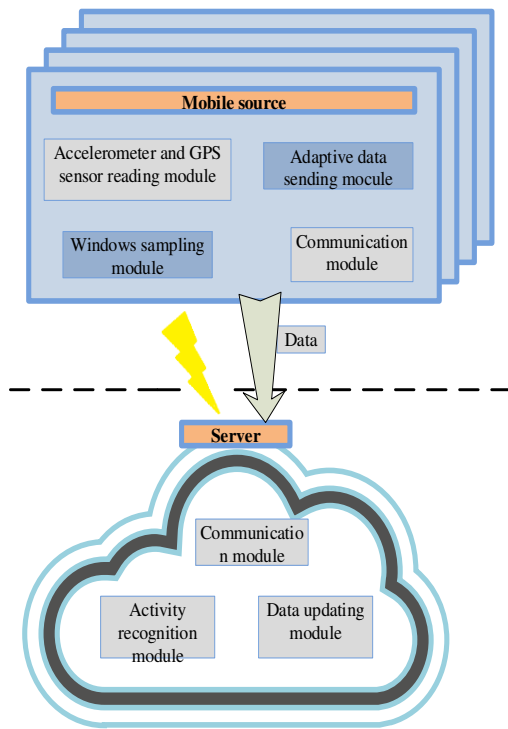 Mobile source
Accelerometer and GPS
sensor reading module
Adaptive data
sending mocule
Windows sampling
module
Communication
module
Data
Server
Communicatio
n module
Activity
recognition
module
Data updating
module